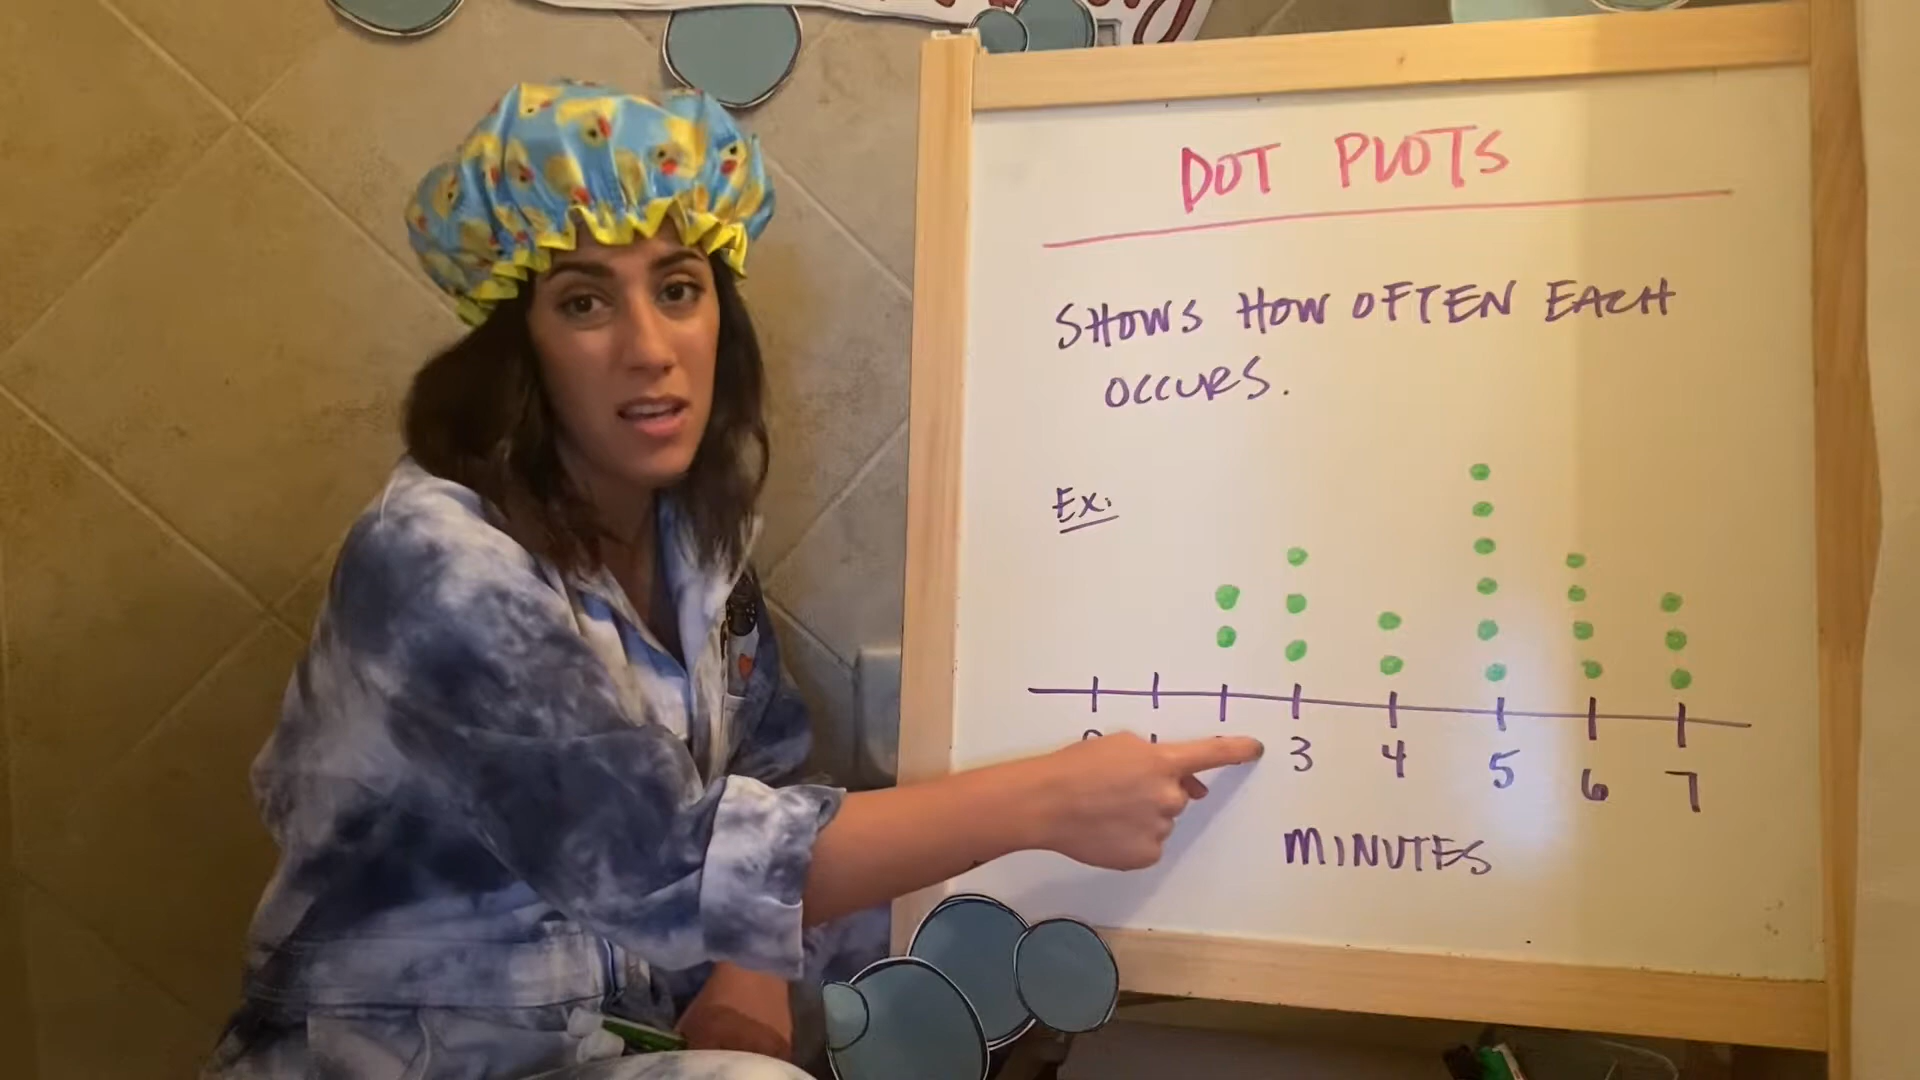 DOT PLOTS
SHOWS HOW OFTEN EACH
OCCURS.
Ex.
3 4 5 6 7
MINUTES